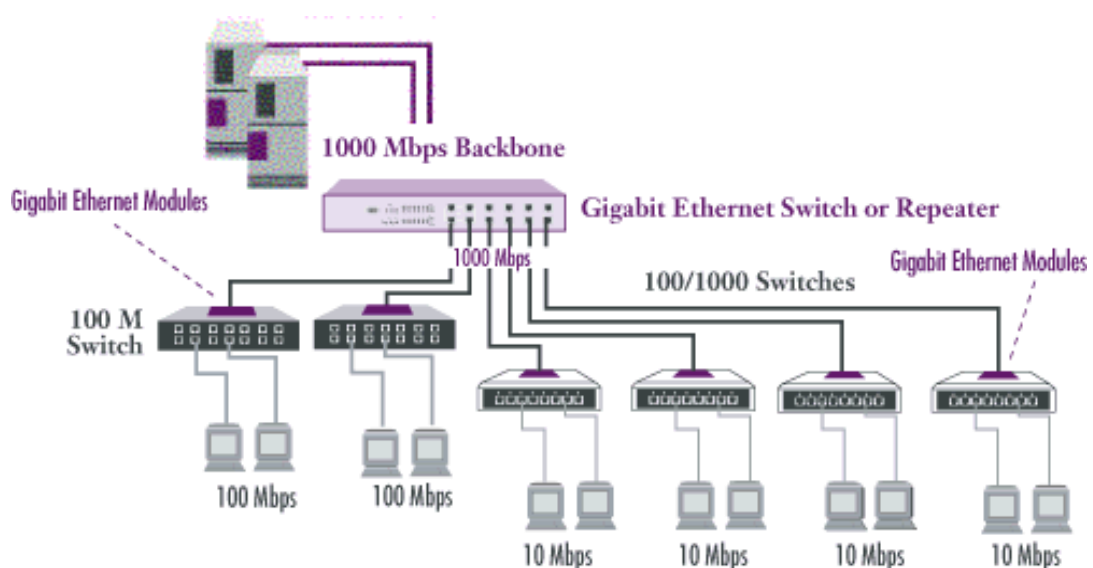 1000 Mbps Backbone
Gigabit Ethernet Modules
Gigabit Ethernet Switch or Repeater
1000 Mbps
Gigabit Ethernet Modules
100/1000 Switches
100 M
Switch
100 Mbps
100 Mbps
10 Mbps
10 Mbps
10 Mbps
10 Mbps